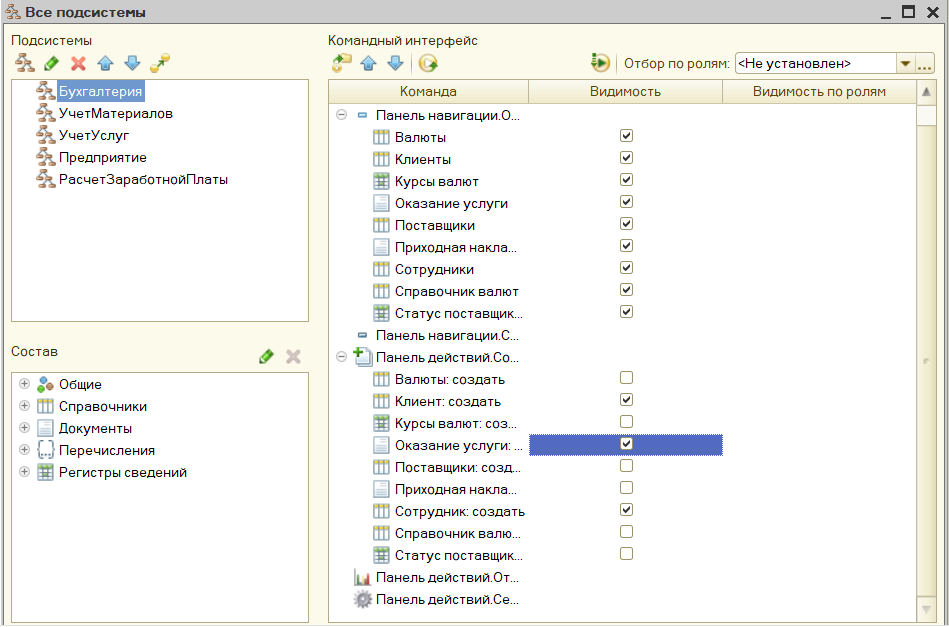 Все подсистемы
Подсистемы
Бухгалтерия
УчетМатериалов
УчетУслуг
Предприятие
РасчетЗаработнойПлаты
Состав
Общие
Справочники
Документы
Перечисления
Регистры сведений
Командный интерфейс
Отбор по ролям: <Не установлен> ...
Команда Видимость Видимость по ролям
Панель навигации.О...
Валюты
Клиенты
Курсы валют
Оказание услуги
Поставщики
Приходная накла...
Сотрудники
Справочник валют
Статус поставщик...
Панель навигации.С...
Панель действий.Со...
Валюты: создать
Клиент: создать
Курсы валют: соз...
Оказание услуги: ...
Поставщики: созд...
Приходная накла...
Сотрудник: создать
Справочник валю...
Статус поставщик...
Панель действий.От...
Панель действий.Се...